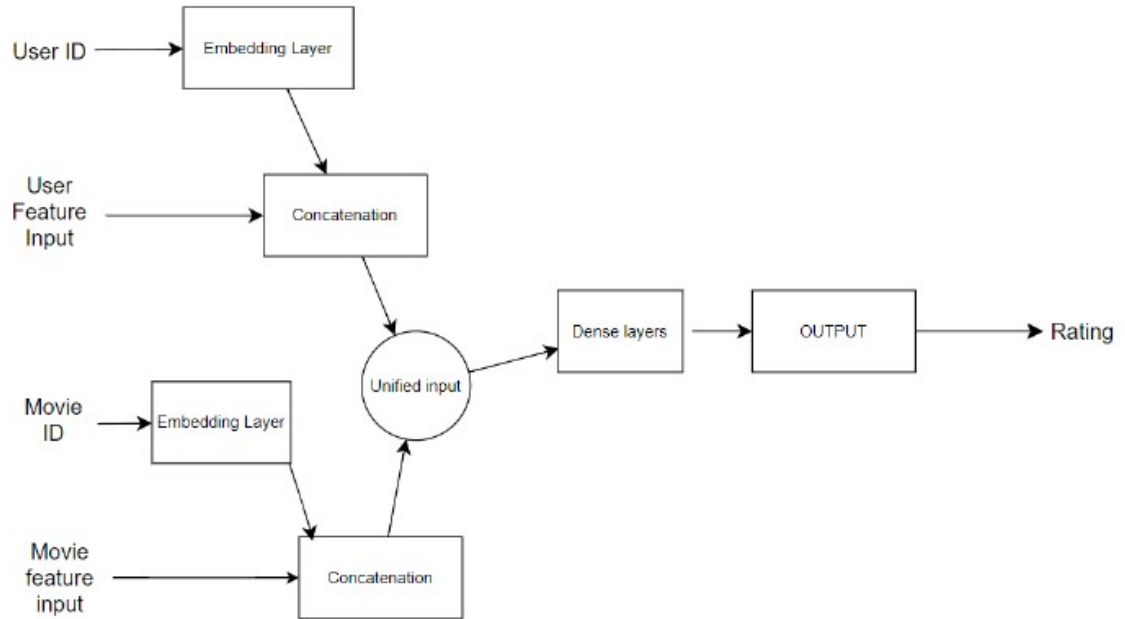 User ID
Embedding Layer
User
Feature
Input
Concatenation
Dense layers
OUTPUT
Rating
Unified input
Movie
ID
Embedding Layer
Movie
feature
input
Concatenation